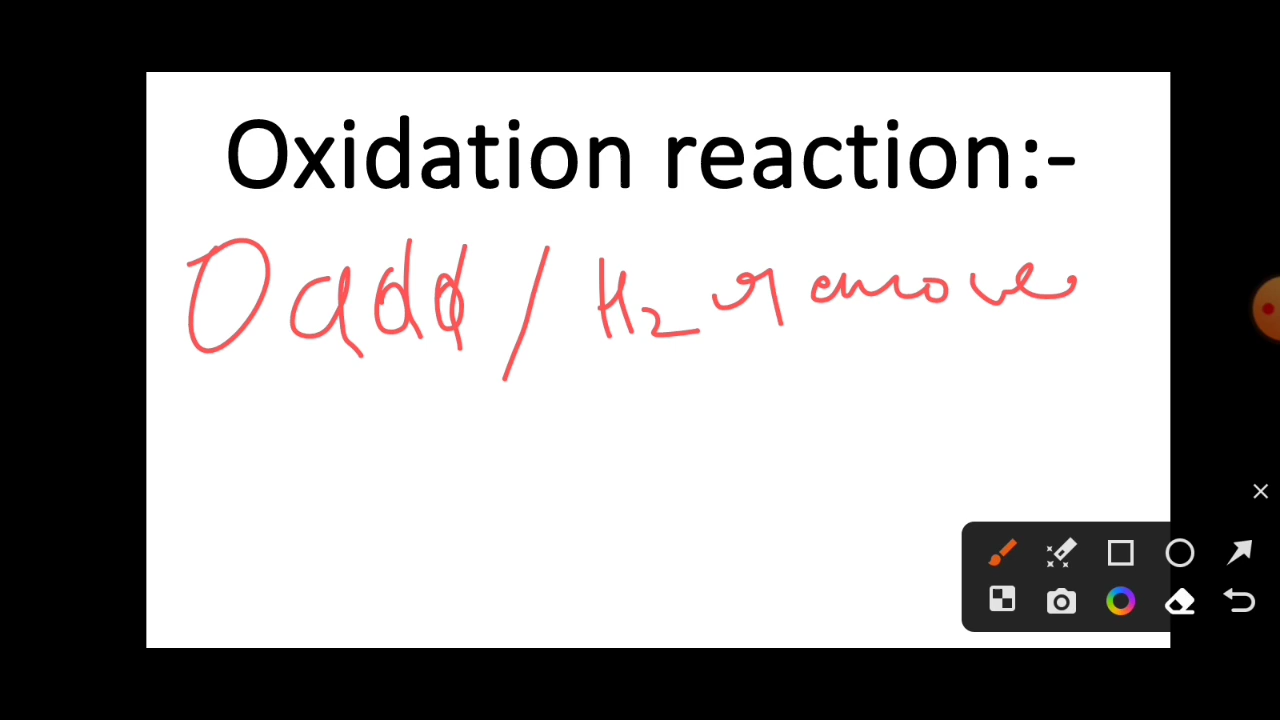 Oxidation reaction:-
O add / H2 remove